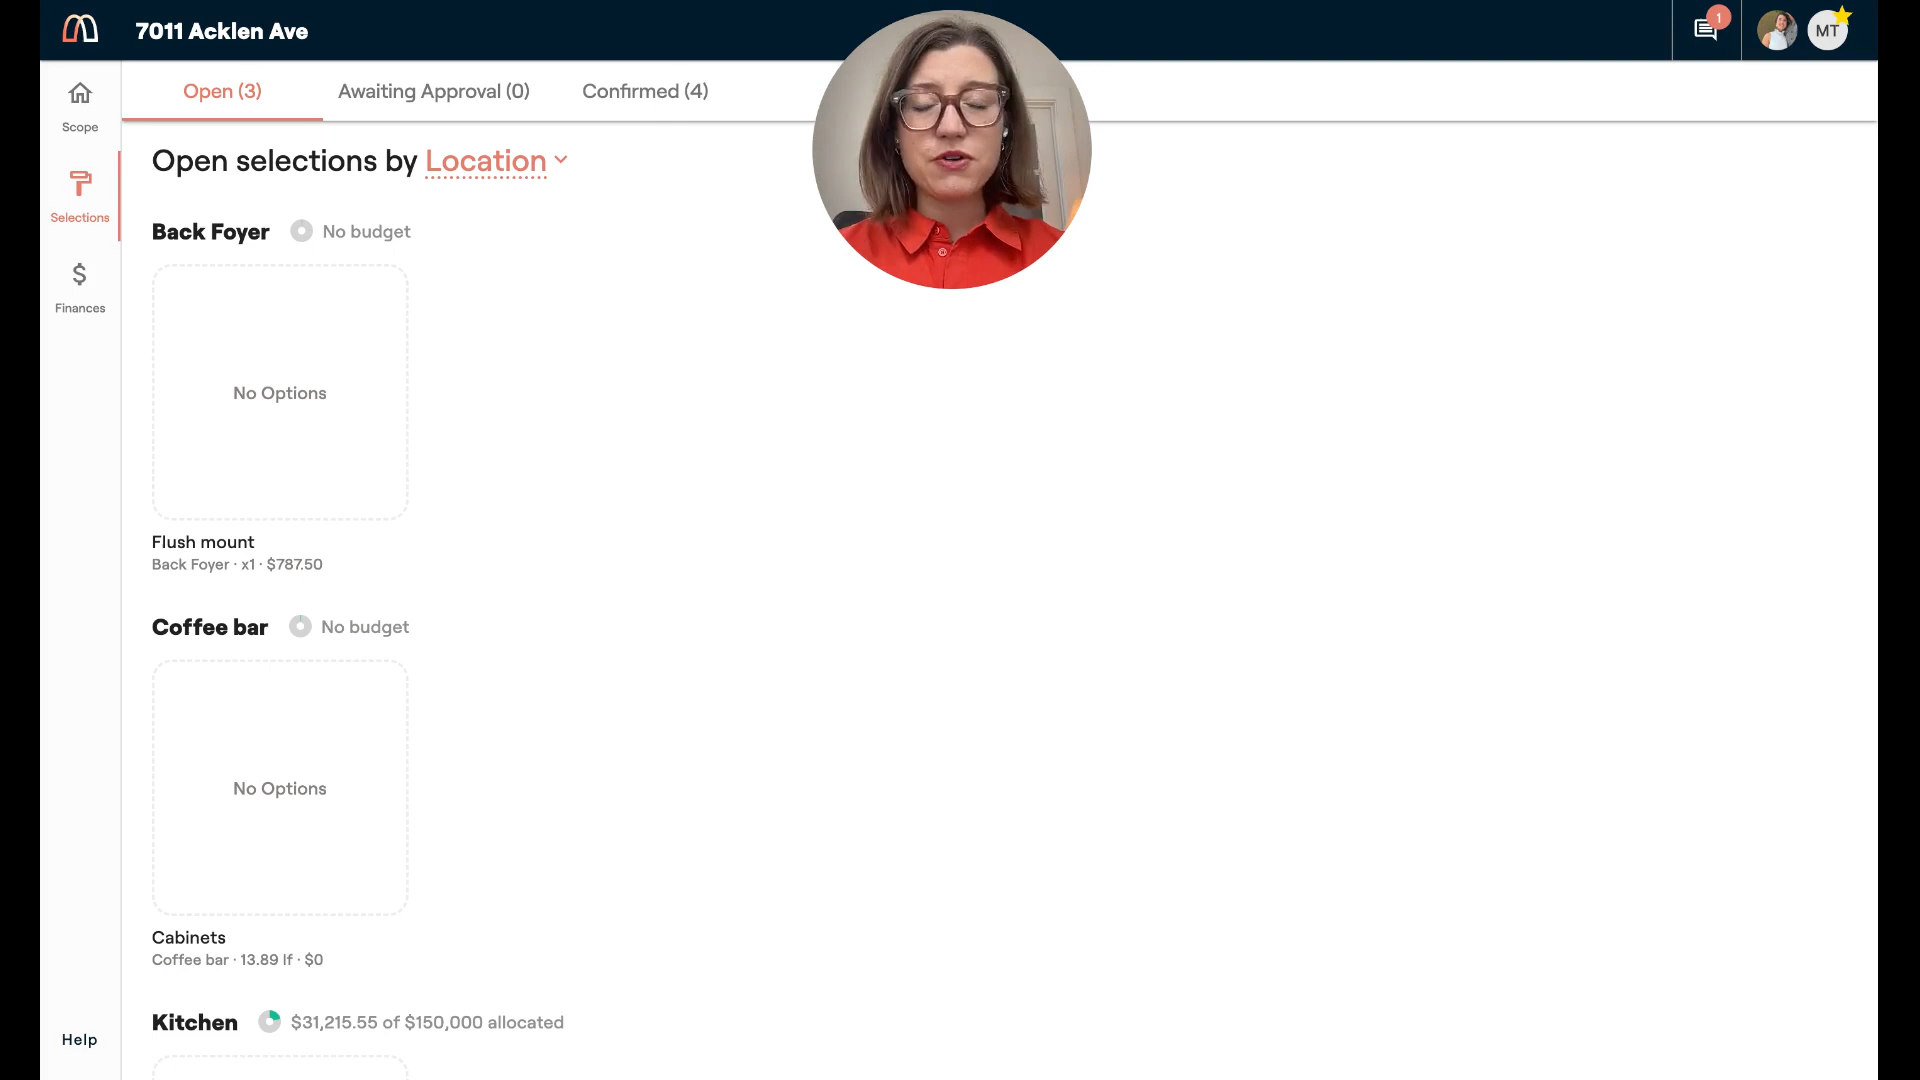 7011 Acklen Ave
1
MT
Scope
Selections
Finances
Help
Open (3)
Awaiting Approval (0)
Confirmed (4)
Open selections by Location
Back Foyer
No budget
No Options
Flush mount
Back Foyer · x1 · $787.50
Coffee bar
No budget
No Options
Cabinets
Coffee bar · 13.89 lf · $0
Kitchen
$31,215.55 of $150,000 allocated